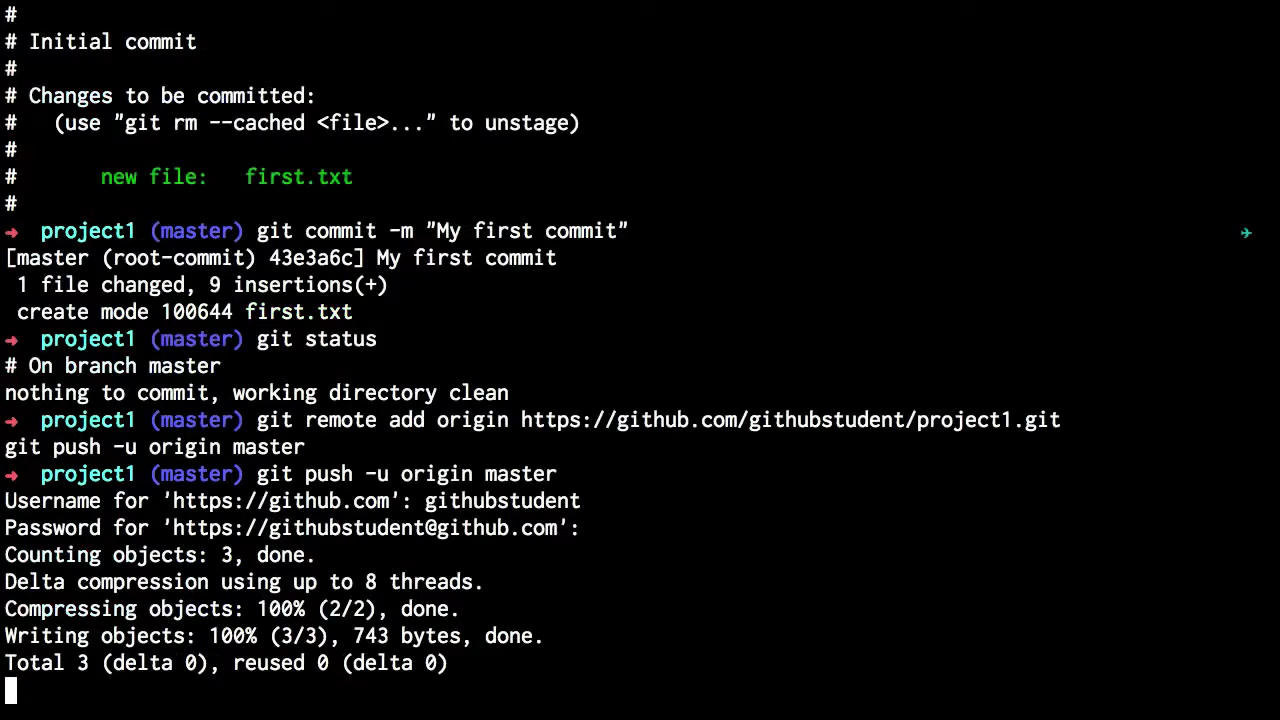 #
# Initial commit
#
# Changes to be committed:
#   (use "git rm --cached <file>..." to unstage)
#
#       new file:   first.txt
#
➜  project1 (master) git commit -m "My first commit" ✈
[master (root-commit) 43e3a6c] My first commit
 1 file changed, 9 insertions(+)
 create mode 100644 first.txt
➜  project1 (master) git status
# On branch master
nothing to commit, working directory clean
➜  project1 (master) git remote add origin https://github.com/githubstudent/project1.git
git push -u origin master
➜  project1 (master) git push -u origin master
Username for 'https://github.com': githubstudent
Password for 'https://githubstudent@github.com':
Counting objects: 3, done.
Delta compression using up to 8 threads.
Compressing objects: 100% (2/2), done.
Writing objects: 100% (3/3), 743 bytes, done.
Total 3 (delta 0), reused 0 (delta 0)